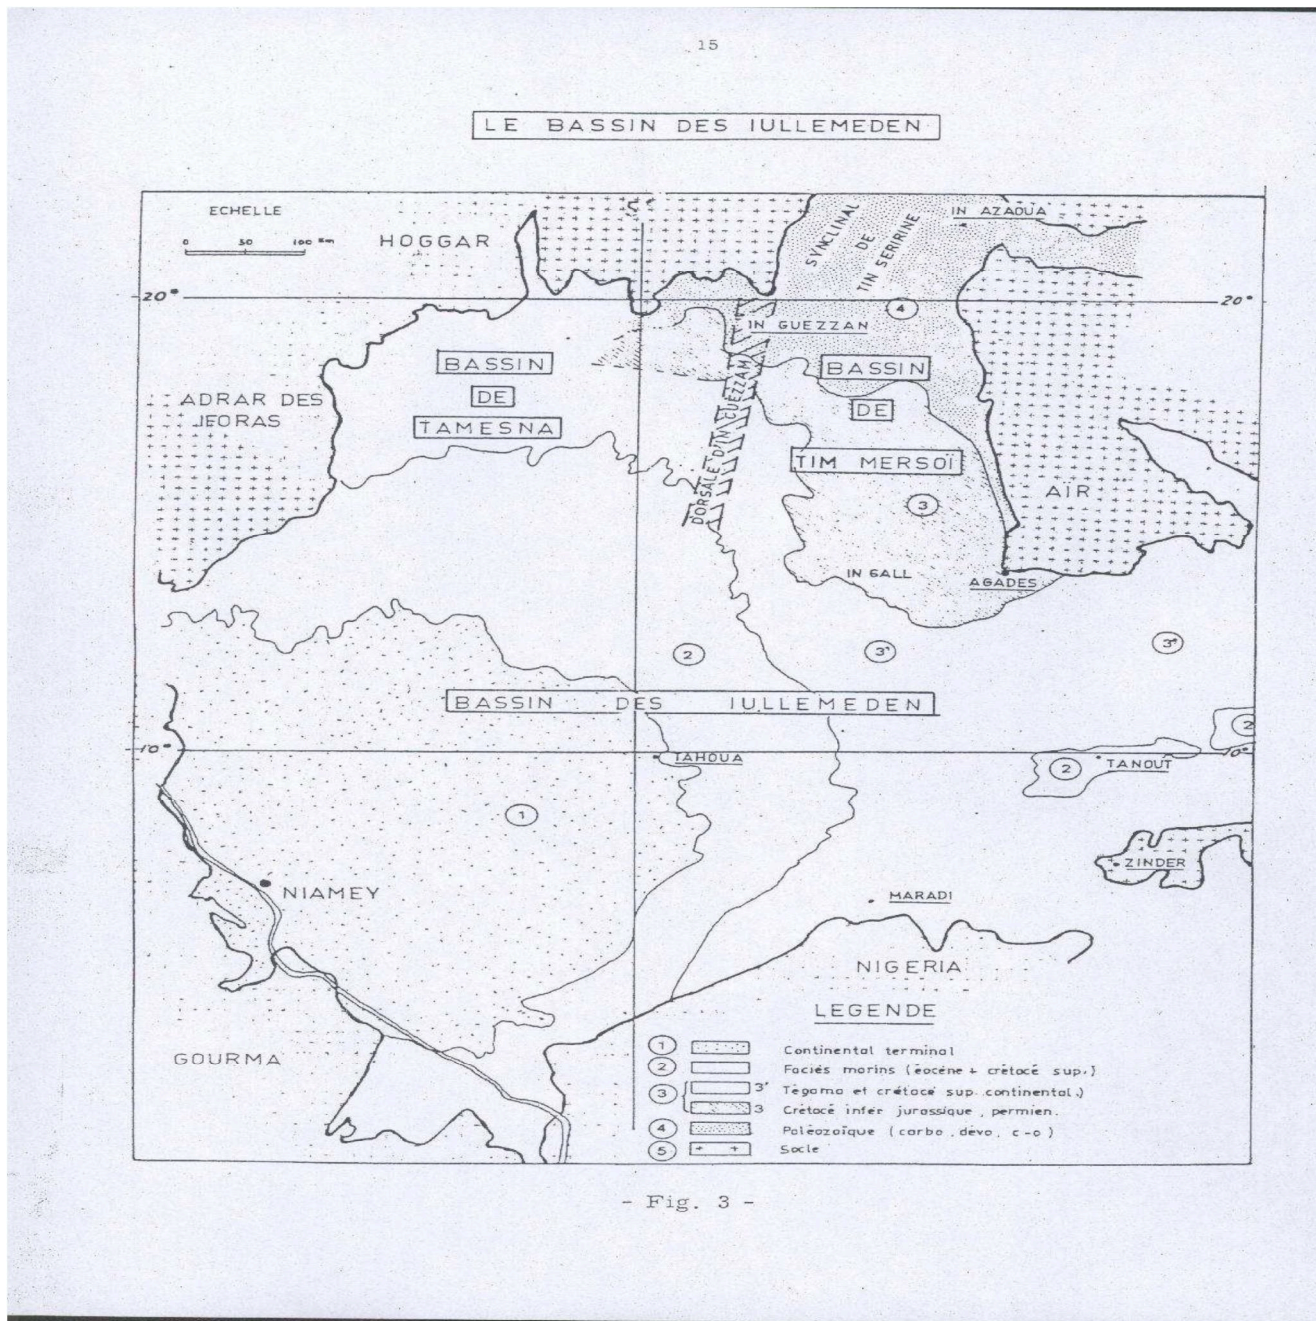 15
LE BASSIN DES IULLEMEDEN
ECHELLE
0 50 100 Km
HOGGAR
SYNCLINAL
DE
TIN SERIRINE
IN AZAOUA
20°
20°
4
IN GUEZZAN
BASSIN
DE
TAMESNA
BASSIN
DE
TIM MERSOÏ
ADRAR DES
JFORAS
DORSALE D'IN GUEZZAM
AÏR
3
IN GALL
AGADES
2
3'
3'
BASSIN DES IULLEMEDEN
2
10°
10°
TAHOUA
2
TANOUT
1
ZINDER
NIAMEY
MARADI
NIGERIA
GOURMA
LEGENDE
1 Continental terminal
2 Faciés marins (éocène + crétacé sup.)
3 3' Tégama et crétacé sup. continental.)
3 Crétacé infér jurassique, permien.
4 Paléozoïque (carbo, dévo, c-o)
5 + + Socle
- Fig. 3 -